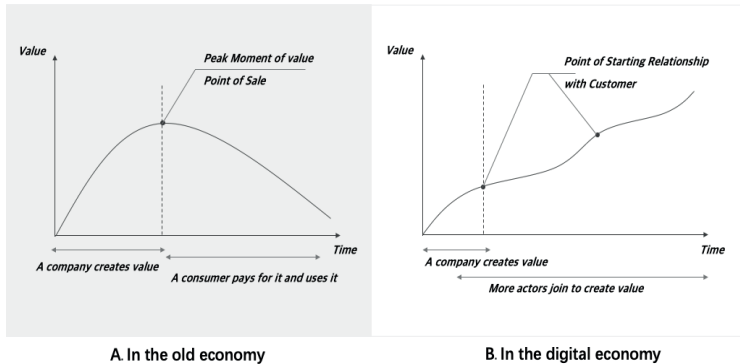 Value
Peak Moment of value
Point of Sale
Time
A company creates value
A consumer pays for it and uses it
A. In the old economy
Value
Point of Starting Relationship
with Customer
Time
A company creates value
More actors join to create value
B. In the digital economy